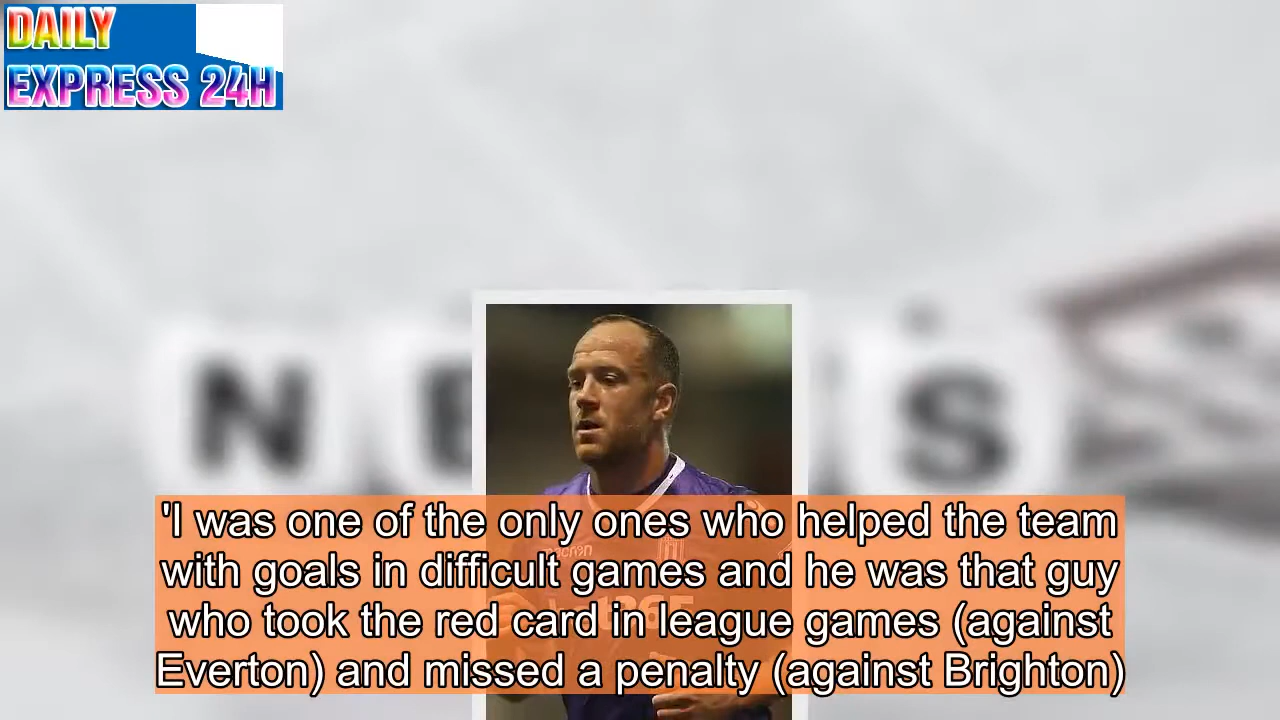 DAILY
EXPRESS 24H
N E S
'I was one of the only ones who helped the team
with goals in difficult games and he was that guy
who took the red card in league games (against
Everton) and missed a penalty (against Brighton)